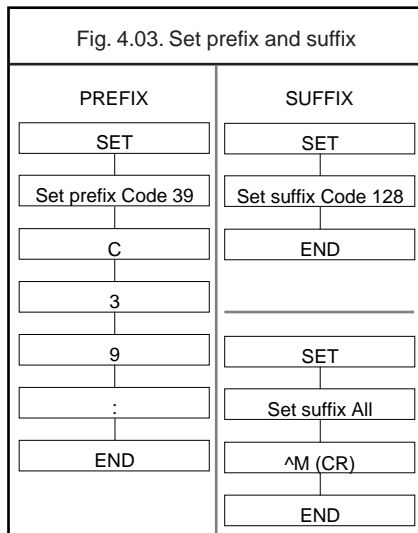 Fig. 4.03. Set prefix and suffix
PREFIX
SET
Set prefix Code 39
C
3
9
:
END
SUFFIX
SET
Set suffix Code 128
END
SET
Set suffix All
^M (CR)
END